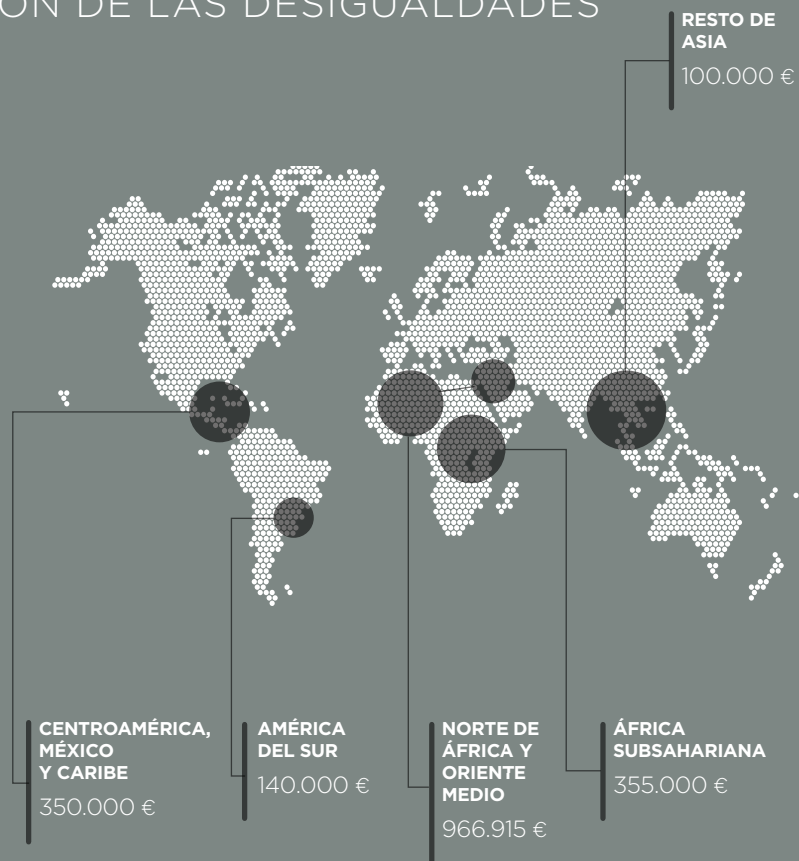 ÓN DE LAS DESIGUALDADES
RESTO DE
ASIA
100.000 €
CENTROAMÉRICA,
MÉXICO
Y CARIBE
350.000 €
AMÉRICA
DEL SUR
140.000 €
NORTE DE
ÁFRICA Y
ORIENTE
MEDIO
966.915 €
ÁFRICA
SUBSAHARIANA
355.000 €